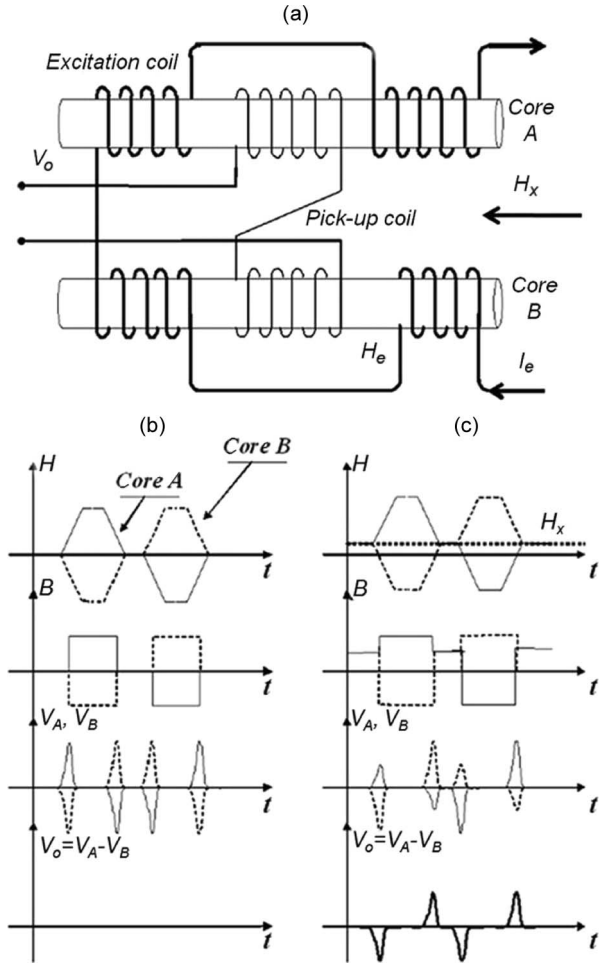 (a)
Excitation coil
Core
A
Vo
Hx
Pick-up coil
Core
B
He
Ie
(b)
(c)
H
Core A
Core B
t
B
t
VA, VB
t
Vo=VA-VB
t
H
Hx
t
B
t
VA, VB
t
Vo=VA-VB
t